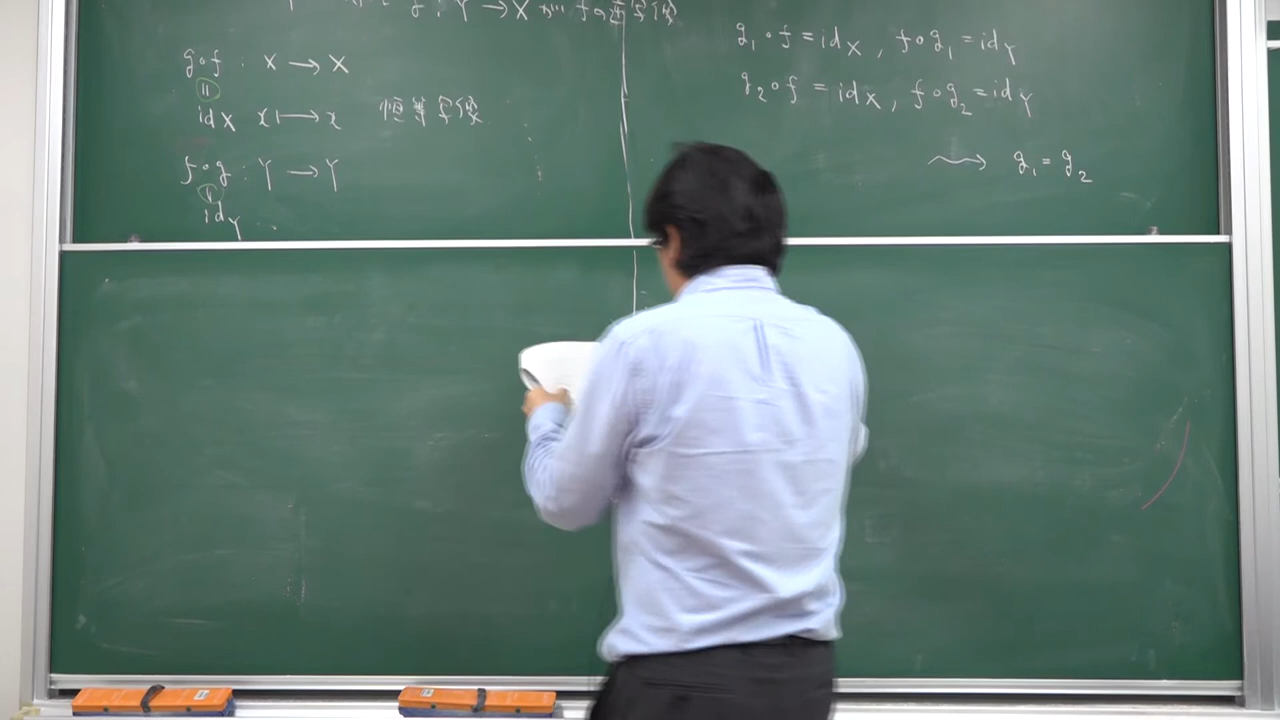 g, Y → X が fの逆写像
g∘f : X → X
||
id_X x ↦ x 恒等写像
f∘g : Y → Y
||
id_Y
g₁∘f = id_X , f∘g₁ = id_Y
g₂∘f = id_X , f∘g₂ = id_Y
⇝ g₁ = g₂